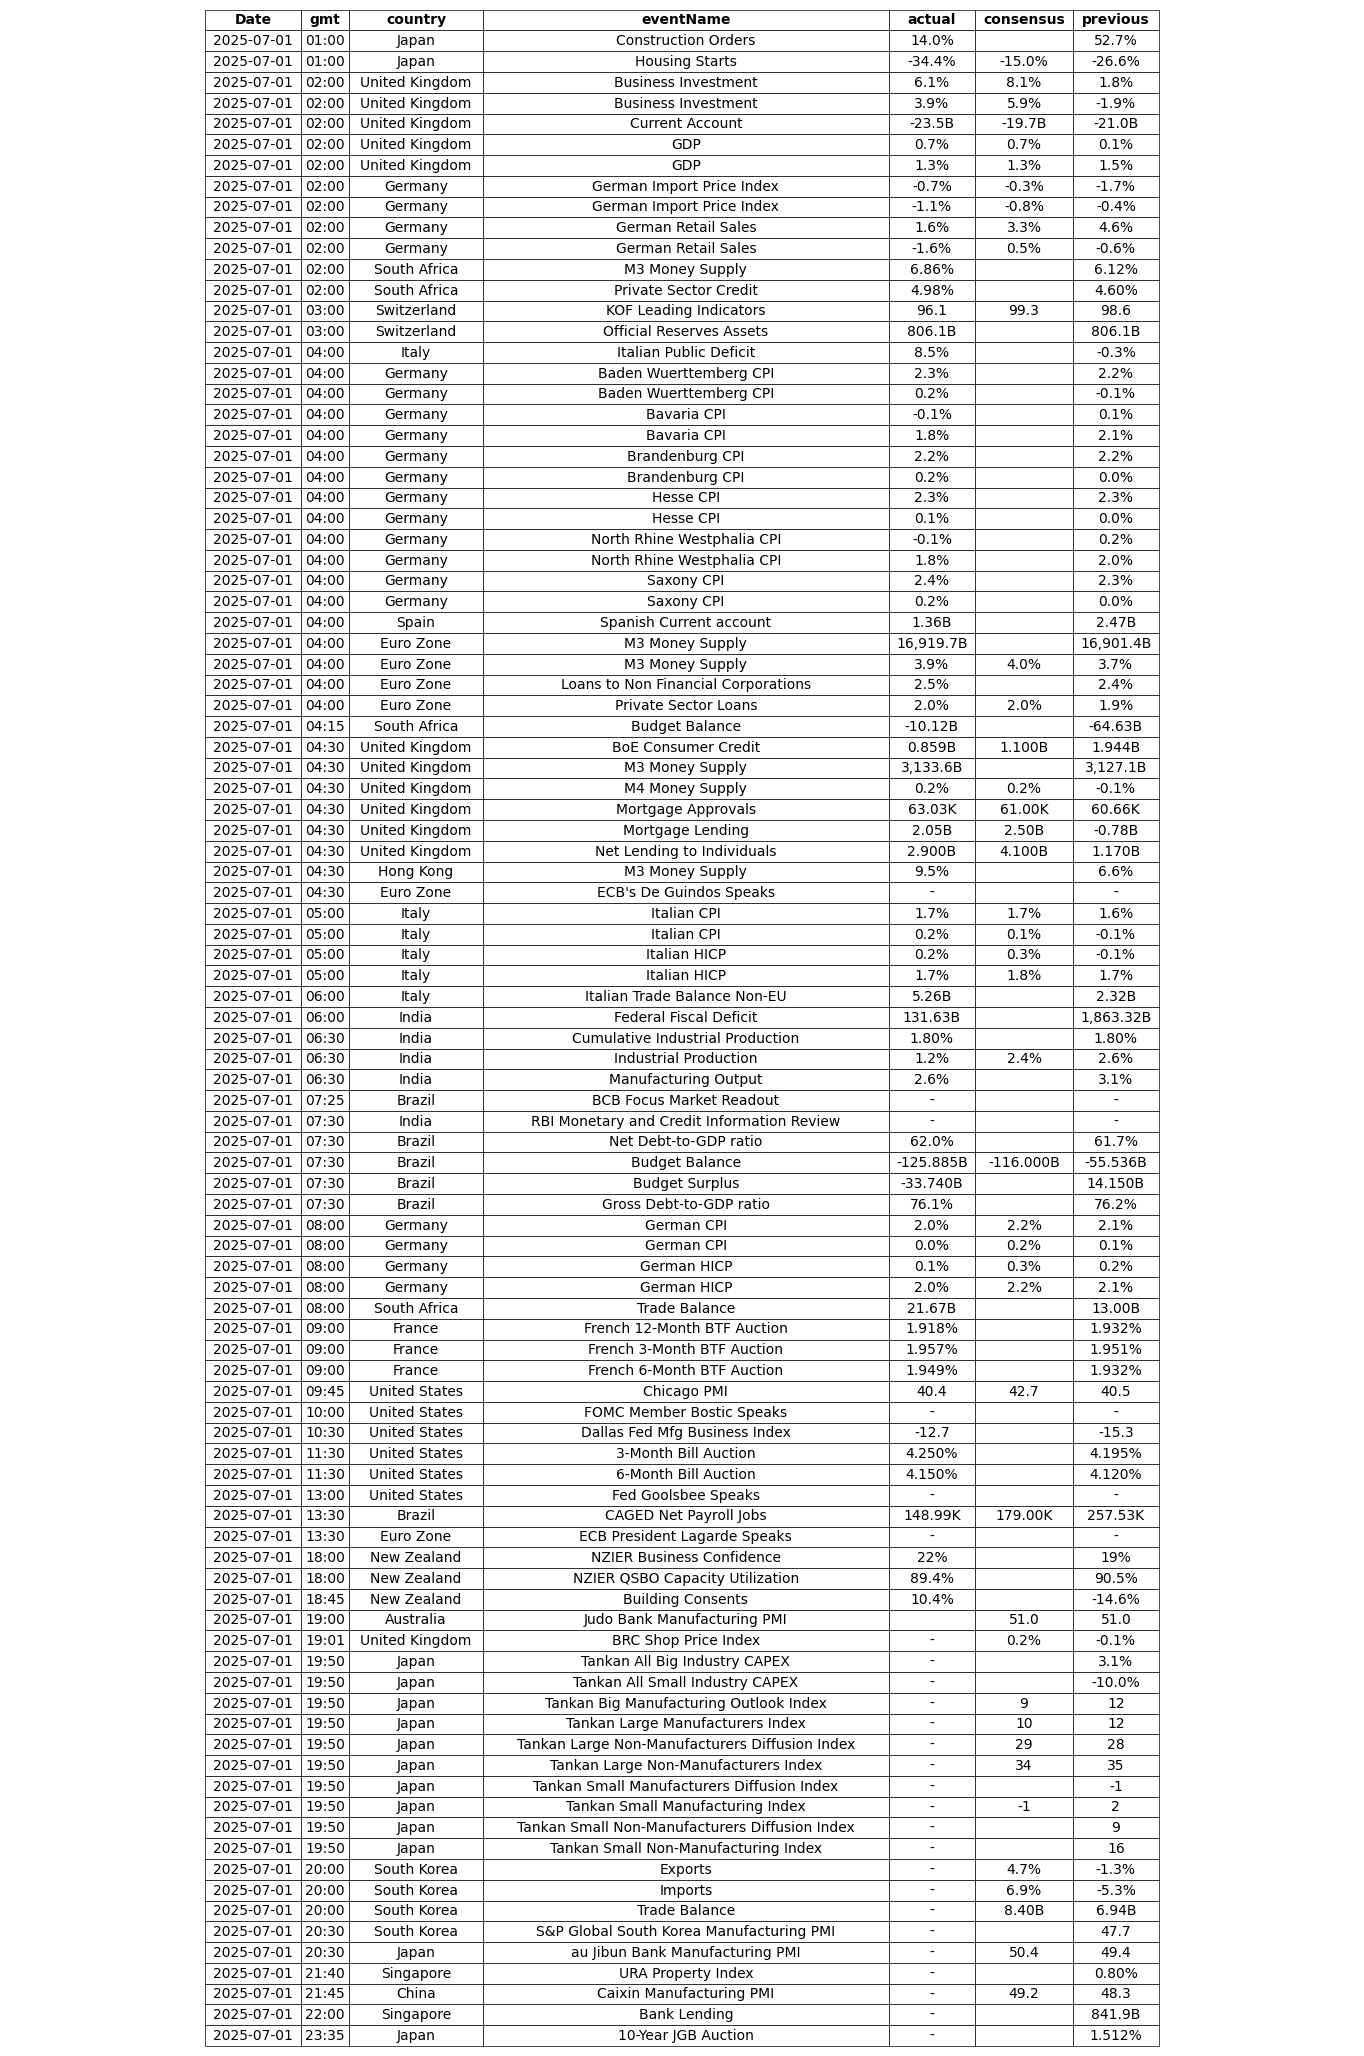 Date gmt country eventName actual consensus previous
2025-07-01 01:00 Japan Construction Orders 14.0% 52.7%
2025-07-01 01:00 Japan Housing Starts -34.4% -15.0% -26.6%
2025-07-01 02:00 United Kingdom Business Investment 6.1% 8.1% 1.8%
2025-07-01 02:00 United Kingdom Business Investment 3.9% 5.9% -1.9%
2025-07-01 02:00 United Kingdom Current Account -23.5B -19.7B -21.0B
2025-07-01 02:00 United Kingdom GDP 0.7% 0.7% 0.1%
2025-07-01 02:00 United Kingdom GDP 1.3% 1.3% 1.5%
2025-07-01 02:00 Germany German Import Price Index -0.7% -0.3% -1.7%
2025-07-01 02:00 Germany German Import Price Index -1.1% -0.8% -0.4%
2025-07-01 02:00 Germany German Retail Sales 1.6% 3.3% 4.6%
2025-07-01 02:00 Germany German Retail Sales -1.6% 0.5% -0.6%
2025-07-01 02:00 South Africa M3 Money Supply 6.86% 6.12%
2025-07-01 02:00 South Africa Private Sector Credit 4.98% 4.60%
2025-07-01 03:00 Switzerland KOF Leading Indicators 96.1 99.3 98.6
2025-07-01 03:00 Switzerland Official Reserves Assets 806.1B 806.1B
2025-07-01 04:00 Italy Italian Public Deficit 8.5% -0.3%
2025-07-01 04:00 Germany Baden Wuerttemberg CPI 2.3% 2.2%
2025-07-01 04:00 Germany Baden Wuerttemberg CPI 0.2% -0.1%
2025-07-01 04:00 Germany Bavaria CPI -0.1% 0.1%
2025-07-01 04:00 Germany Bavaria CPI 1.8% 2.1%
2025-07-01 04:00 Germany Brandenburg CPI 2.2% 2.2%
2025-07-01 04:00 Germany Brandenburg CPI 0.2% 0.0%
2025-07-01 04:00 Germany Hesse CPI 2.3% 2.3%
2025-07-01 04:00 Germany Hesse CPI 0.1% 0.0%
2025-07-01 04:00 Germany North Rhine Westphalia CPI -0.1% 0.2%
2025-07-01 04:00 Germany North Rhine Westphalia CPI 1.8% 2.0%
2025-07-01 04:00 Germany Saxony CPI 2.4% 2.3%
2025-07-01 04:00 Germany Saxony CPI 0.2% 0.0%
2025-07-01 04:00 Spain Spanish Current account 1.36B 2.47B
2025-07-01 04:00 Euro Zone M3 Money Supply 16,919.7B 16,901.4B
2025-07-01 04:00 Euro Zone M3 Money Supply 3.9% 4.0% 3.7%
2025-07-01 04:00 Euro Zone Loans to Non Financial Corporations 2.5% 2.4%
2025-07-01 04:00 Euro Zone Private Sector Loans 2.0% 2.0% 1.9%
2025-07-01 04:15 South Africa Budget Balance -10.12B -64.63B
2025-07-01 04:30 United Kingdom BoE Consumer Credit 0.859B 1.100B 1.944B
2025-07-01 04:30 United Kingdom M3 Money Supply 3,133.6B 3,127.1B
2025-07-01 04:30 United Kingdom M4 Money Supply 0.2% 0.2% -0.1%
2025-07-01 04:30 United Kingdom Mortgage Approvals 63.03K 61.00K 60.66K
2025-07-01 04:30 United Kingdom Mortgage Lending 2.05B 2.50B -0.78B
2025-07-01 04:30 United Kingdom Net Lending to Individuals 2.900B 4.100B 1.170B
2025-07-01 04:30 Hong Kong M3 Money Supply 9.5% 6.6%
2025-07-01 04:30 Euro Zone ECB's De Guindos Speaks - -
2025-07-01 05:00 Italy Italian CPI 1.7% 1.7% 1.6%
2025-07-01 05:00 Italy Italian CPI 0.2% 0.1% -0.1%
2025-07-01 05:00 Italy Italian HICP 0.2% 0.3% -0.1%
2025-07-01 05:00 Italy Italian HICP 1.7% 1.8% 1.7%
2025-07-01 06:00 Italy Italian Trade Balance Non-EU 5.26B 2.32B
2025-07-01 06:00 India Federal Fiscal Deficit 131.63B 1,863.32B
2025-07-01 06:30 India Cumulative Industrial Production 1.80% 1.80%
2025-07-01 06:30 India Industrial Production 1.2% 2.4% 2.6%
2025-07-01 06:30 India Manufacturing Output 2.6% 3.1%
2025-07-01 07:25 Brazil BCB Focus Market Readout - -
2025-07-01 07:30 India RBI Monetary and Credit Information Review - -
2025-07-01 07:30 Brazil Net Debt-to-GDP ratio 62.0% 61.7%
2025-07-01 07:30 Brazil Budget Balance -125.885B -116.000B -55.536B
2025-07-01 07:30 Brazil Budget Surplus -33.740B 14.150B
2025-07-01 07:30 Brazil Gross Debt-to-GDP ratio 76.1% 76.2%
2025-07-01 08:00 Germany German CPI 2.0% 2.2% 2.1%
2025-07-01 08:00 Germany German CPI 0.0% 0.2% 0.1%
2025-07-01 08:00 Germany German HICP 0.1% 0.3% 0.2%
2025-07-01 08:00 Germany German HICP 2.0% 2.2% 2.1%
2025-07-01 08:00 South Africa Trade Balance 21.67B 13.00B
2025-07-01 09:00 France French 12-Month BTF Auction 1.918% 1.932%
2025-07-01 09:00 France French 3-Month BTF Auction 1.957% 1.951%
2025-07-01 09:00 France French 6-Month BTF Auction 1.949% 1.932%
2025-07-01 09:45 United States Chicago PMI 40.4 42.7 40.5
2025-07-01 10:00 United States FOMC Member Bostic Speaks - -
2025-07-01 10:30 United States Dallas Fed Mfg Business Index -12.7 -15.3
2025-07-01 11:30 United States 3-Month Bill Auction 4.250% 4.195%
2025-07-01 11:30 United States 6-Month Bill Auction 4.150% 4.120%
2025-07-01 13:00 United States Fed Goolsbee Speaks - -
2025-07-01 13:30 Brazil CAGED Net Payroll Jobs 148.99K 179.00K 257.53K
2025-07-01 13:30 Euro Zone ECB President Lagarde Speaks - -
2025-07-01 18:00 New Zealand NZIER Business Confidence 22% 19%
2025-07-01 18:00 New Zealand NZIER QSBO Capacity Utilization 89.4% 90.5%
2025-07-01 18:45 New Zealand Building Consents 10.4% -14.6%
2025-07-01 19:00 Australia Judo Bank Manufacturing PMI 51.0 51.0
2025-07-01 19:01 United Kingdom BRC Shop Price Index - 0.2% -0.1%
2025-07-01 19:50 Japan Tankan All Big Industry CAPEX - 3.1%
2025-07-01 19:50 Japan Tankan All Small Industry CAPEX - -10.0%
2025-07-01 19:50 Japan Tankan Big Manufacturing Outlook Index - 9 12
2025-07-01 19:50 Japan Tankan Large Manufacturers Index - 10 12
2025-07-01 19:50 Japan Tankan Large Non-Manufacturers Diffusion Index - 29 28
2025-07-01 19:50 Japan Tankan Large Non-Manufacturers Index - 34 35
2025-07-01 19:50 Japan Tankan Small Manufacturers Diffusion Index - -1
2025-07-01 19:50 Japan Tankan Small Manufacturing Index - -1 2
2025-07-01 19:50 Japan Tankan Small Non-Manufacturers Diffusion Index - 9
2025-07-01 19:50 Japan Tankan Small Non-Manufacturing Index - 16
2025-07-01 20:00 South Korea Exports - 4.7% -1.3%
2025-07-01 20:00 South Korea Imports - 6.9% -5.3%
2025-07-01 20:00 South Korea Trade Balance - 8.40B 6.94B
2025-07-01 20:30 South Korea S&P Global South Korea Manufacturing PMI - 47.7
2025-07-01 20:30 Japan au Jibun Bank Manufacturing PMI - 50.4 49.4
2025-07-01 21:40 Singapore URA Property Index - 0.80%
2025-07-01 21:45 China Caixin Manufacturing PMI - 49.2 48.3
2025-07-01 22:00 Singapore Bank Lending - 841.9B
2025-07-01 23:35 Japan 10-Year JGB Auction - 1.512%